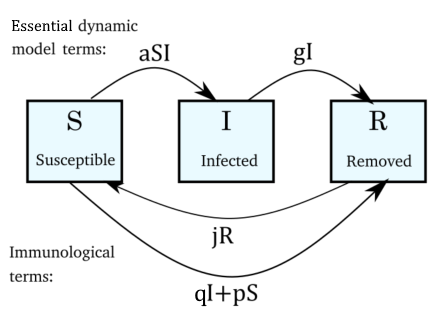 Essential dynamic
model terms:
aSI
gI
S
I
R
Susceptible
Infected
Removed
jR
Immunological
terms:
qI+pS